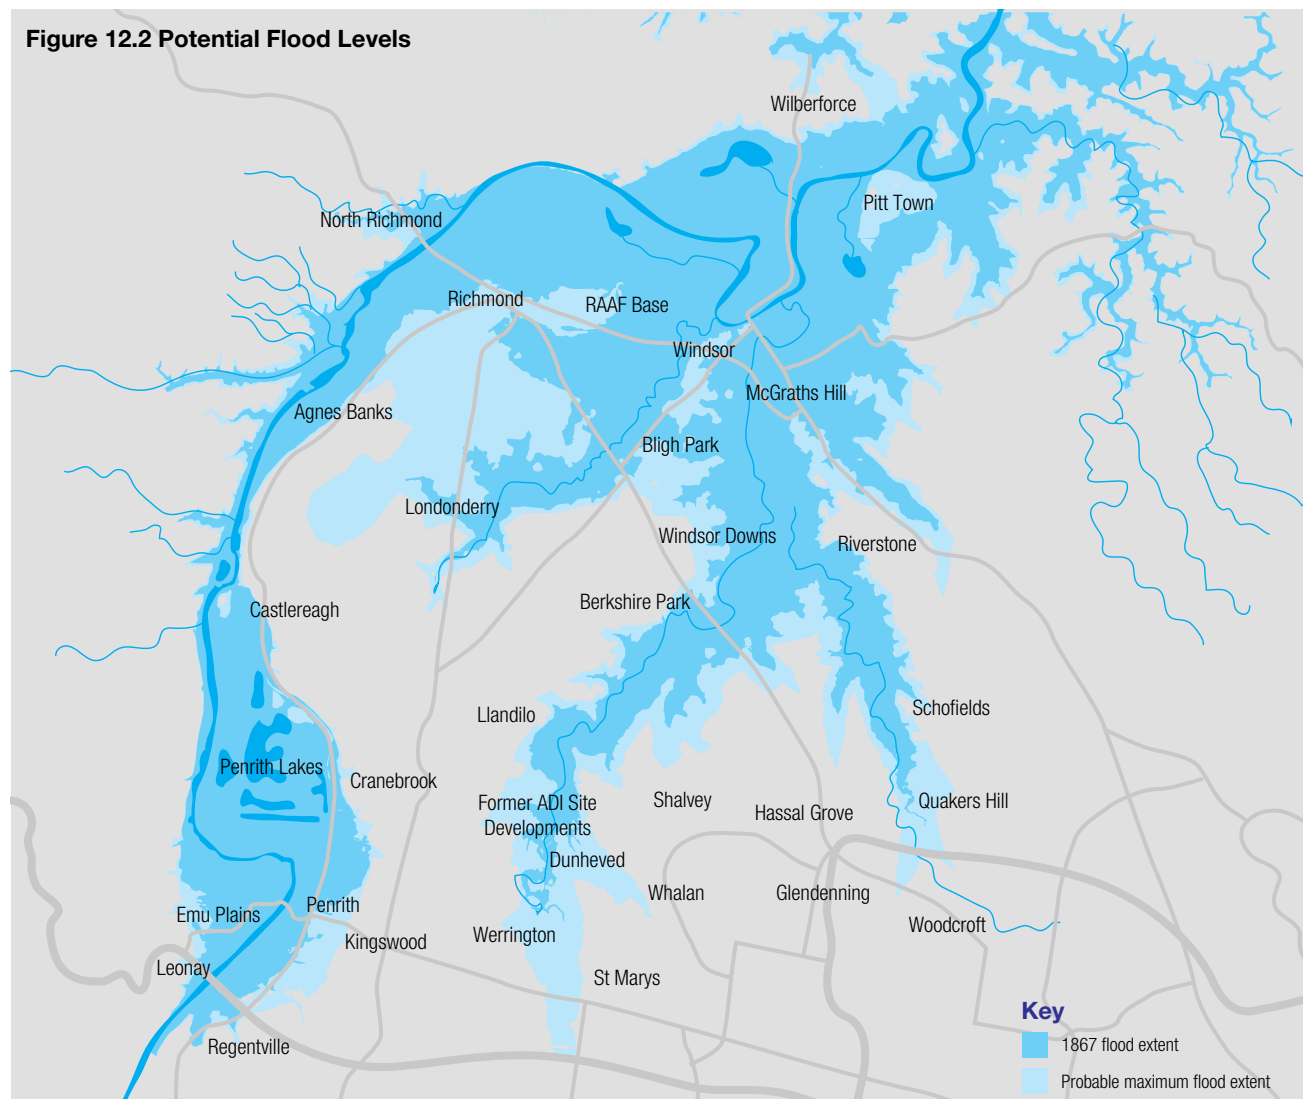 Figure 12.2 Potential Flood Levels
Wilberforce
Pitt Town
North Richmond
Richmond
RAAF Base
Windsor
McGraths Hill
Agnes Banks
Bligh Park
Londonderry
Windsor Downs
Riverstone
Berkshire Park
Castlereagh
Schofields
Llandilo
Penrith Lakes
Cranebrook
Former ADI Site
Developments
Shalvey
Hassal Grove
Quakers Hill
Dunheved
Whalan
Glendenning
Emu Plains
Penrith
Woodcroft
Kingswood
Werrington
Leonay
St Marys
Regentville
Key
1867 flood extent
Probable maximum flood extent